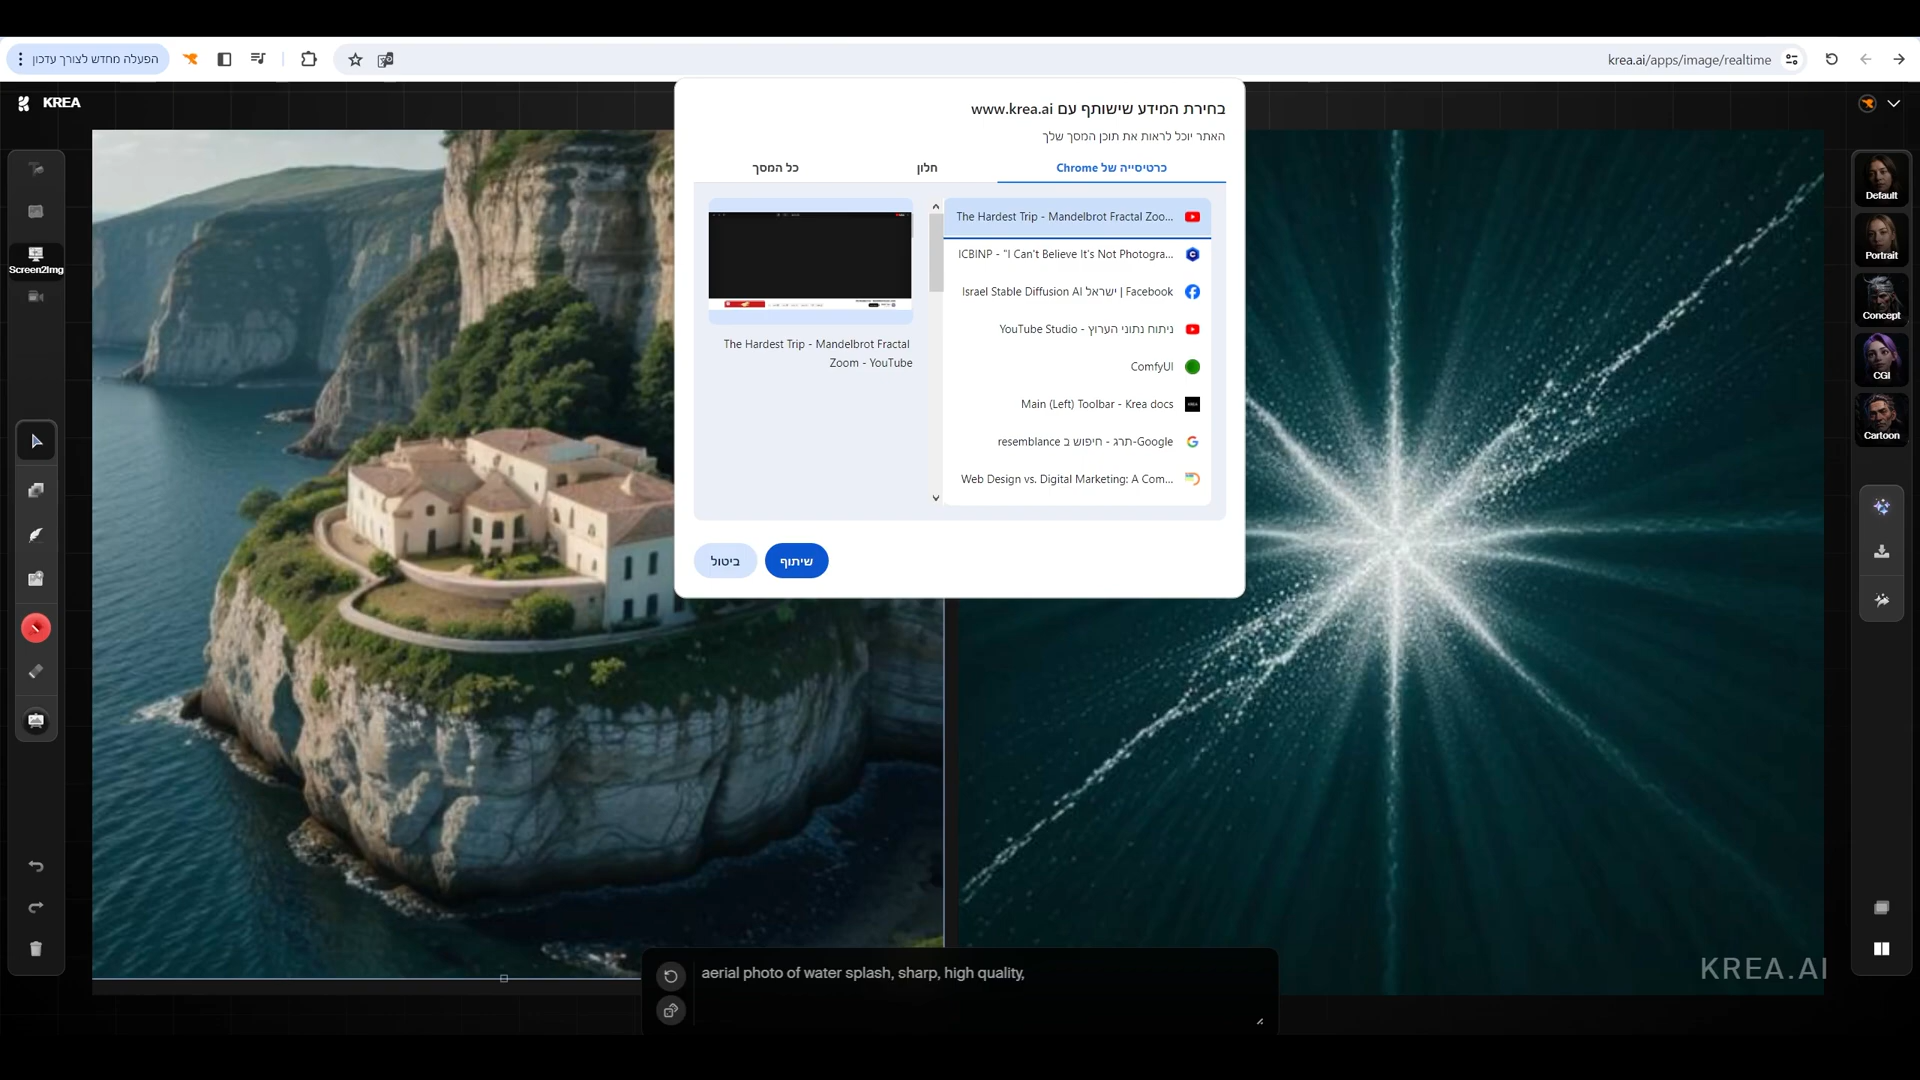 הפעלה מחדש לצורך עדכון
krea.ai/apps/image/realtime
KREA
בחירת המידע שישותף עם www.krea.ai
האתר יוכל לראות את תוכן המסך שלך
כרטיסייה של Chrome
חלון
כל המסך
The Hardest Trip - Mandelbrot Fractal Zoo...
ICBINP - "I Can't Believe It's Not Photogra...
Israel Stable Diffusion AI ישראל | Facebook
ניתוח נתוני הערוץ - YouTube Studio
ComfyUI
Main (Left) Toolbar - Krea docs
resemblance תרג - חיפוש ב-Google
Web Design vs. Digital Marketing: A Com...
The Hardest Trip - Mandelbrot Fractal
Zoom - YouTube
שיתוף
ביטול
Screen2Img
Default
Portrait
Concept
CGI
Cartoon
aerial photo of water splash, sharp, high quality,
KREA.AI